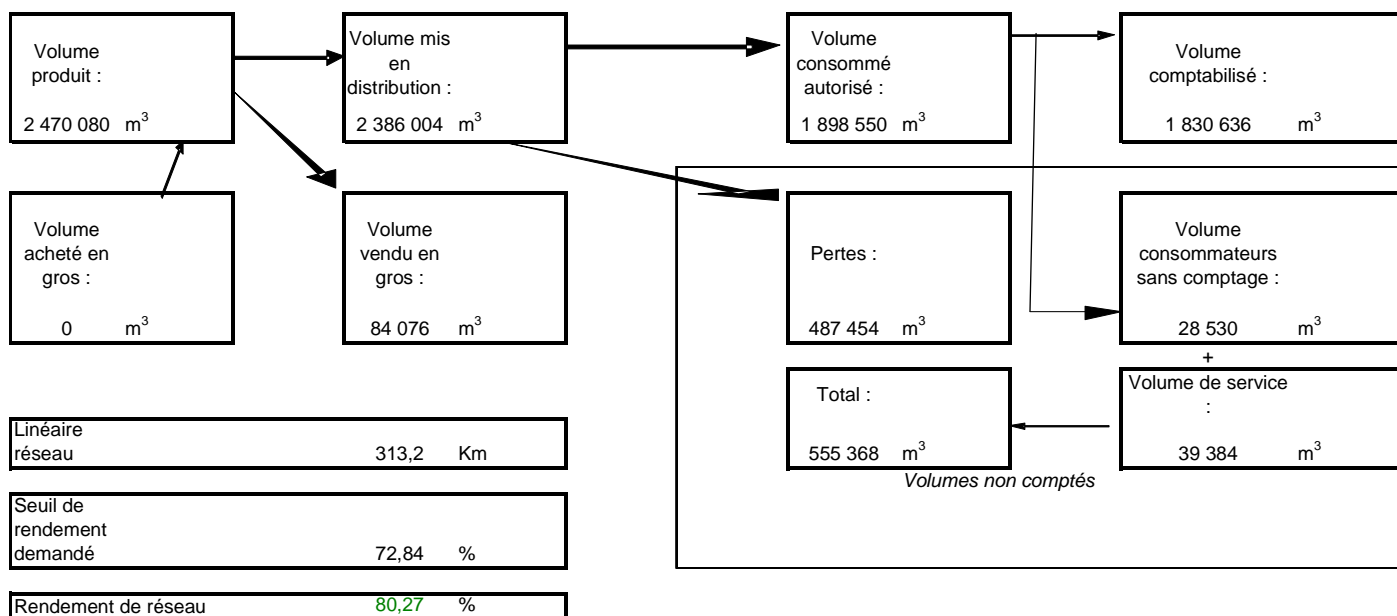 Volume
produit :
2 470 080 m³
Volume mis
en
distribution :
2 386 004 m³
Volume
consommé
autorisé :
1 898 550 m³
Volume
comptabilisé :
1 830 636 m³
Volume
acheté en
gros :
0 m³
Volume
vendu en
gros :
84 076 m³
Pertes :
487 454 m³
Volume
consommateurs
sans comptage :
28 530 m³
+
Total :
555 368 m³
Volume de service
:
39 384 m³
Volumes non comptés
Linéaire
réseau 313,2 Km
Seuil de
rendement
demandé 72,84 %
Rendement de réseau 80,27 %